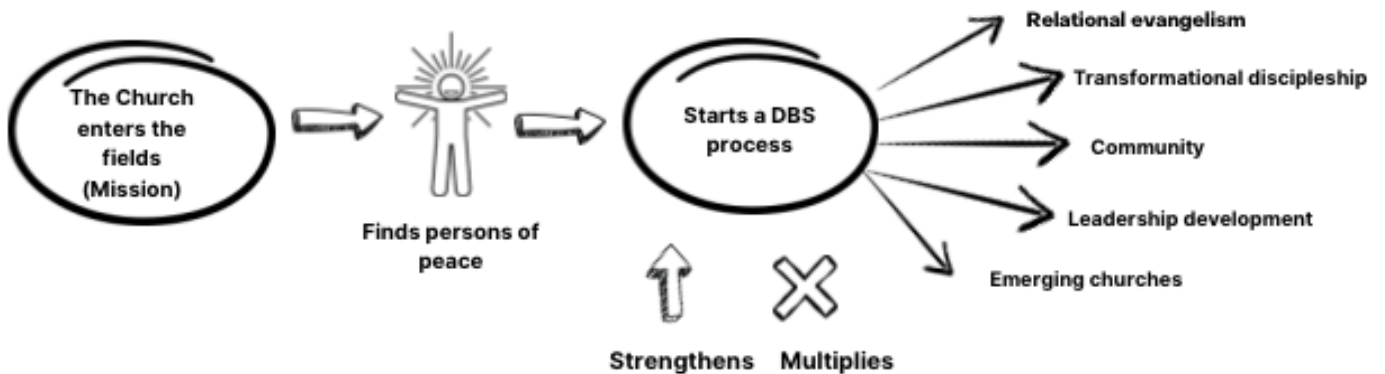 The Church
enters the
fields
(Mission)
Finds persons of
peace
Starts a DBS
process
Relational evangelism
Transformational discipleship
Community
Leadership development
Emerging churches
Strengthens
Multiplies